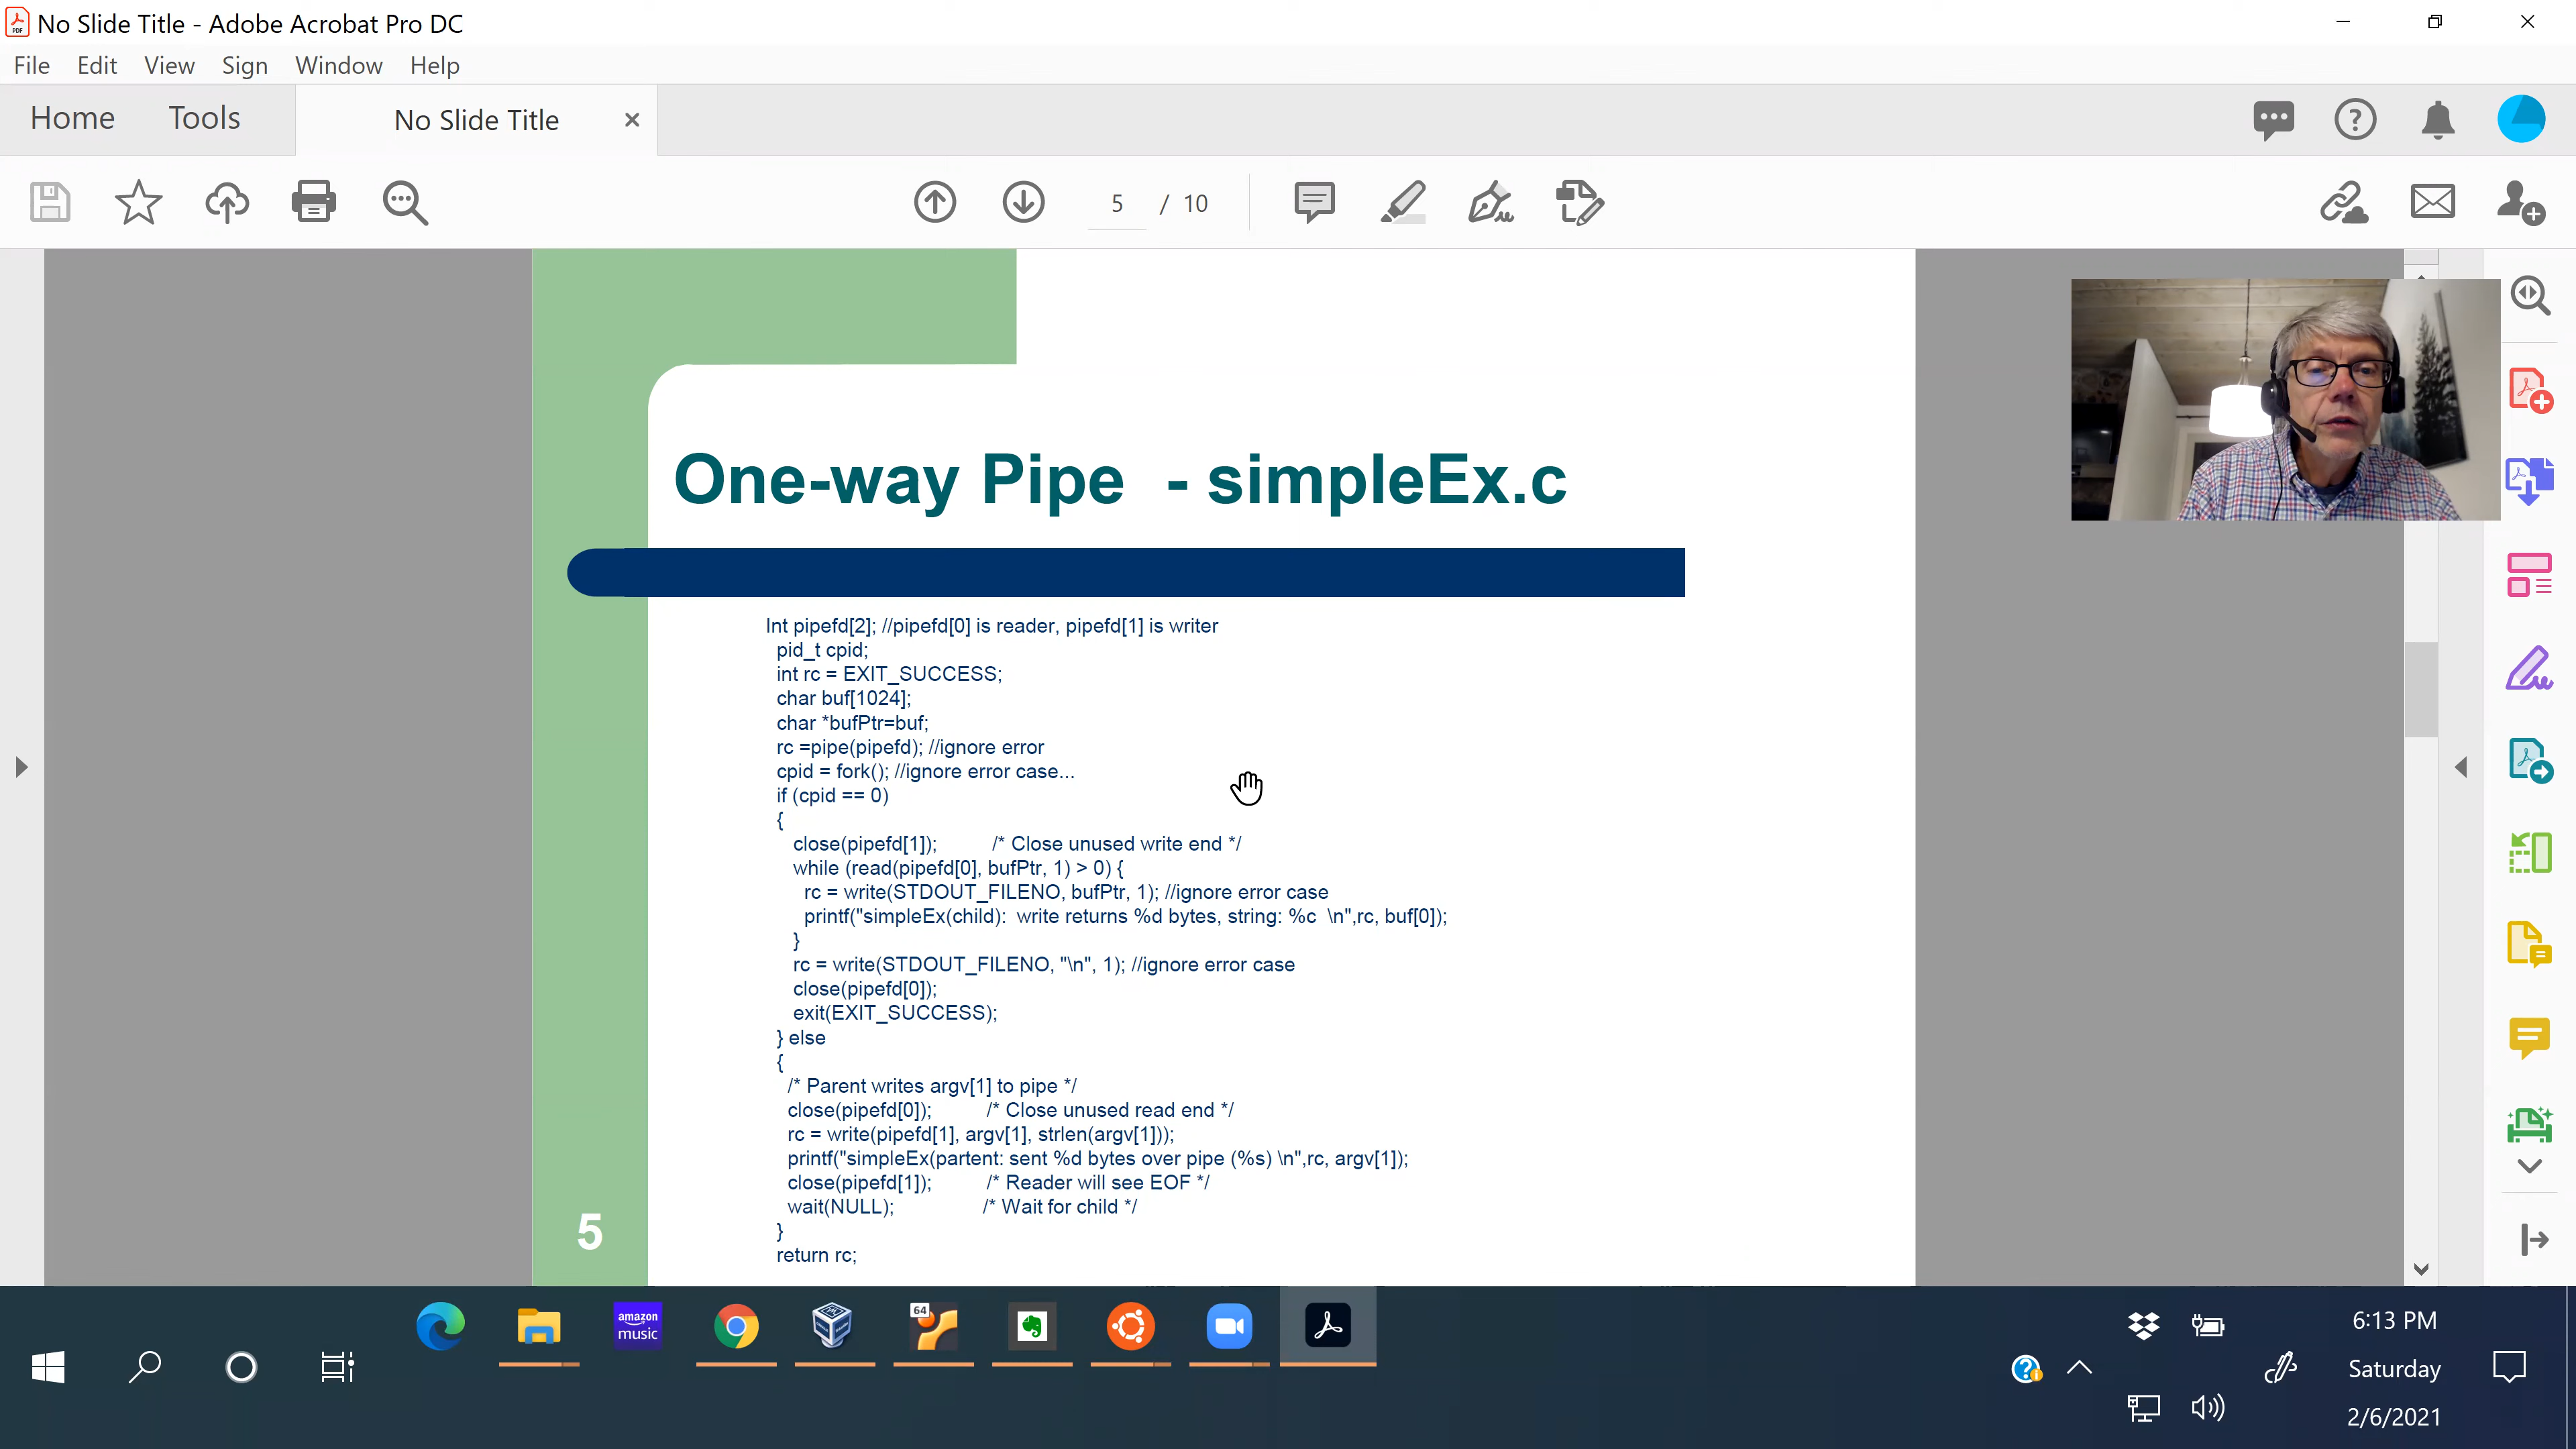 No Slide Title - Adobe Acrobat Pro DC
File Edit View Sign Window Help
Home Tools No Slide Title
5 / 10
One-way Pipe - simpleEx.c
Int pipefd[2]; //pipefd[0] is reader, pipefd[1] is writer
pid_t cpid;
int rc = EXIT_SUCCESS;
char buf[1024];
char *bufPtr=buf;
rc =pipe(pipefd); //ignore error
cpid = fork(); //ignore error case...
if (cpid == 0)
{
close(pipefd[1]); /* Close unused write end */
while (read(pipefd[0], bufPtr, 1) > 0) {
rc = write(STDOUT_FILENO, bufPtr, 1); //ignore error case
printf("simpleEx(child): write returns %d bytes, string: %c \n",rc, buf[0]);
}
rc = write(STDOUT_FILENO, "\n", 1); //ignore error case
close(pipefd[0]);
exit(EXIT_SUCCESS);
} else
{
/* Parent writes argv[1] to pipe */
close(pipefd[0]); /* Close unused read end */
rc = write(pipefd[1], argv[1], strlen(argv[1]));
printf("simpleEx(partent: sent %d bytes over pipe (%s) \n",rc, argv[1]);
close(pipefd[1]); /* Reader will see EOF */
wait(NULL); /* Wait for child */
}
return rc;
5
amazon music
64
6:13 PM
Saturday
2/6/2021